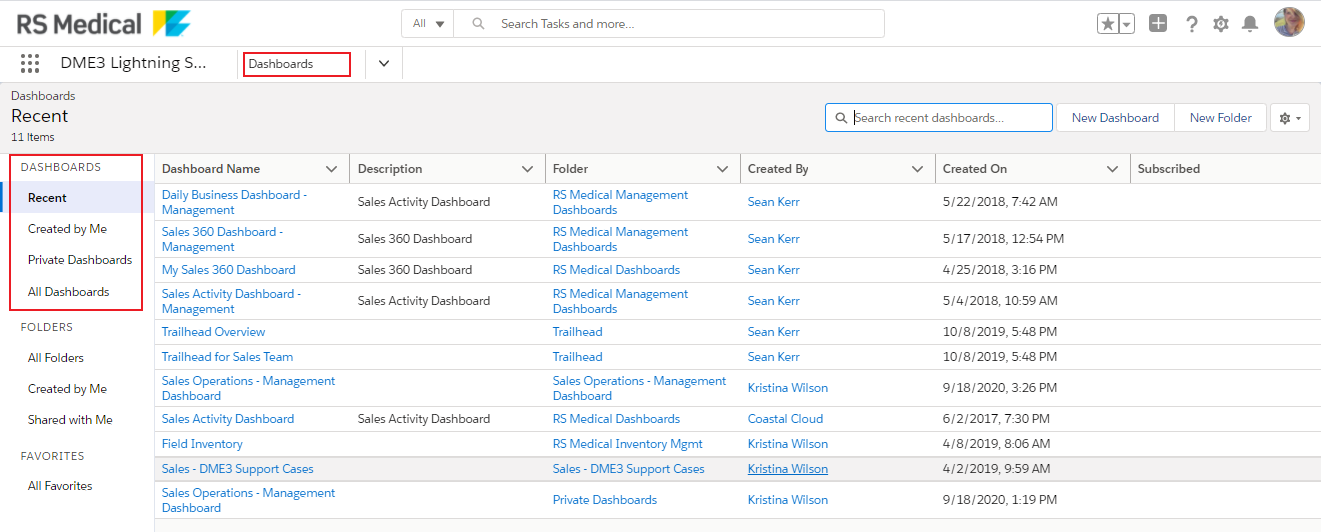 RS Medical
All
Search Tasks and more...
DME3 Lightning S...
Dashboards
Dashboards
Recent
11 Items
Search recent dashboards...
New Dashboard
New Folder
DASHBOARDS
Recent
Created by Me
Private Dashboards
All Dashboards
FOLDERS
All Folders
Created by Me
Shared with Me
FAVORITES
All Favorites
Dashboard Name Description Folder Created By Created On Subscribed
Daily Business Dashboard -
Management
Sales Activity Dashboard
RS Medical Management
Dashboards
Sean Kerr
5/22/2018, 7:42 AM
Sales 360 Dashboard -
Management
Sales 360 Dashboard
RS Medical Management
Dashboards
Sean Kerr
5/17/2018, 12:54 PM
My Sales 360 Dashboard Sales 360 Dashboard RS Medical Dashboards Sean Kerr 4/25/2018, 3:16 PM
Sales Activity Dashboard -
Management
Sales Activity Dashboard
RS Medical Management
Dashboards
Sean Kerr
5/4/2018, 10:59 AM
Trailhead Overview Trailhead Sean Kerr 10/8/2019, 5:48 PM
Trailhead for Sales Team Trailhead Sean Kerr 10/8/2019, 5:48 PM
Sales Operations - Management
Dashboard
Sales Operations - Management
Dashboard
Kristina Wilson
9/18/2020, 3:26 PM
Sales Activity Dashboard Sales Activity Dashboard RS Medical Dashboards Coastal Cloud 6/2/2017, 7:30 PM
Field Inventory RS Medical Inventory Mgmt Kristina Wilson 4/8/2019, 8:06 AM
Sales - DME3 Support Cases Sales - DME3 Support Cases Kristina Wilson 4/2/2019, 9:59 AM
Sales Operations - Management
Dashboard
Private Dashboards
Kristina Wilson
9/18/2020, 1:19 PM